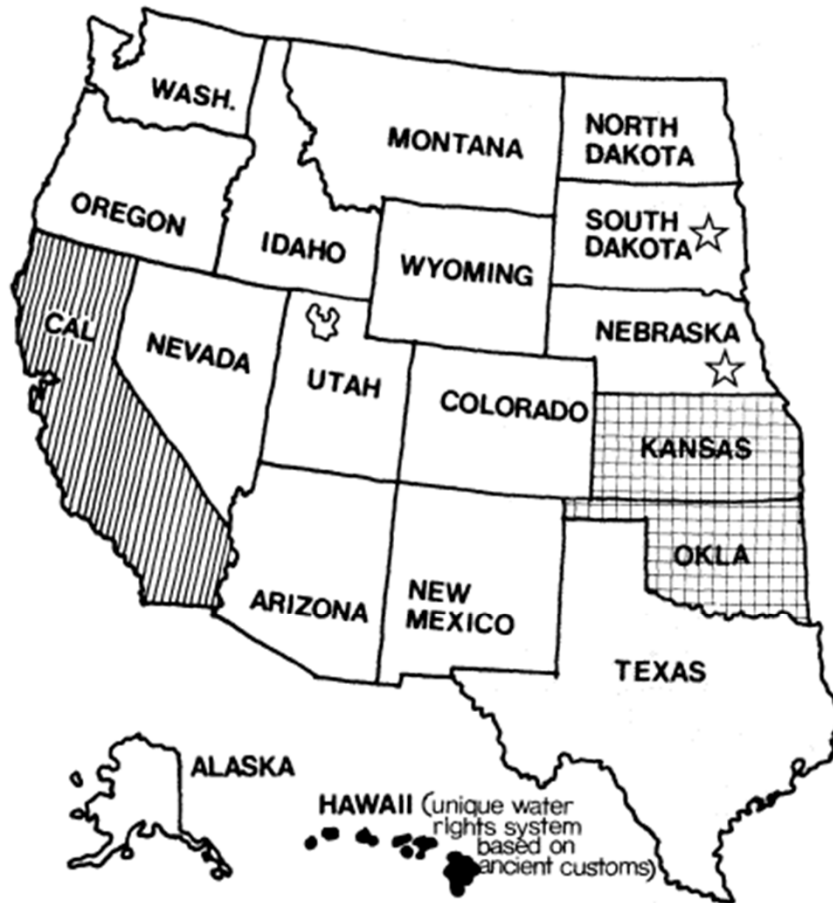 WASH.
MONTANA
NORTH
DAKOTA
OREGON
IDAHO
WYOMING
SOUTH
DAKOTA
CAL
NEVADA
UTAH
COLORADO
NEBRASKA
KANSAS
ARIZONA
NEW
MEXICO
OKLA
TEXAS
ALASKA
HAWAII (unique water
rights system
based on
ancient customs)